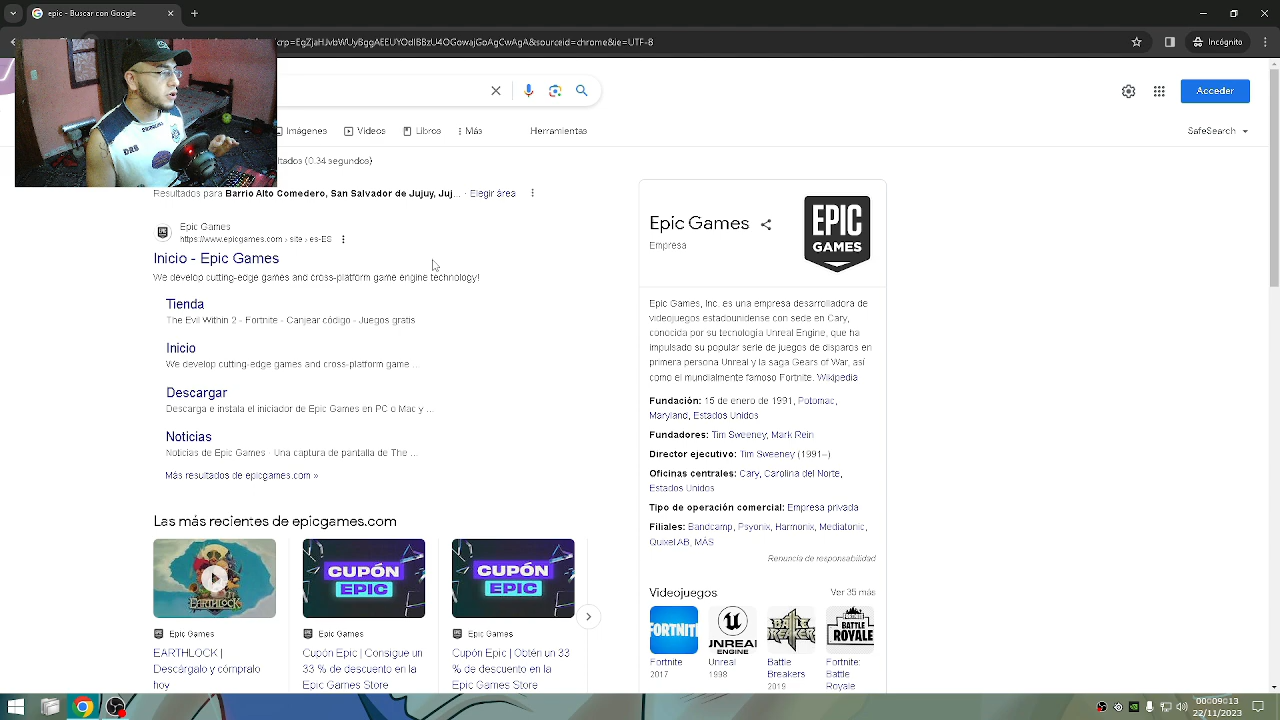 epic - Buscar con Google
crp=EgZjaHJvbWUyBggAEEUYOdIBBzU4OGowajGoAgCwAgA&sourceid=chrome&ie=UTF-8
Incógnito
Acceder
Imágenes
Videos
Libros
Más
Herramientas
SafeSearch
ltados (0.34 segundos)
Resultados para Barrio Alto Comedero, San Salvador de Jujuy, Juj... · Elegir área
Epic Games
https://www.epicgames.com › site › es-ES
Inicio - Epic Games
We develop cutting-edge games and cross-platform game engine technology!
Tienda
The Evil Within 2 - Fortnite - Canjear código - Juegos gratis
Inicio
We develop cutting-edge games and cross-platform game ...
Descargar
Descarga e instala el iniciador de Epic Games en PC o Mac y ...
Noticias
Noticias de Epic Games · Una captura de pantalla de The ...
Más resultados de epicgames.com »
Las más recientes de epicgames.com
EARTHLOCK
CUPÓN
EPIC
CUPÓN
EPIC
Epic Games
Epic Games
Epic Games
EARTHLOCK |
Descárgalo y cómpralo
hoy
Cupón Epic | Consigue un
33 % de descuento en la
Epic Games Store
Cupón Epic | Obtén un 33
% de descuento en la
Epic Games Store
Epic Games
Empresa
EPIC
GAMES
Epic Games, Inc. es una empresa desarrolladora de
videojuegos estadounidense con sede en Cary,
conocida por su tecnología Unreal Engine, que ha
impulsado su popular serie de juegos de disparos en
primera persona Unreal y la saga Gears of War, así
como el mundialmente famoso Fortnite. Wikipedia
Fundación: 15 de enero de 1991, Potomac,
Maryland, Estados Unidos
Fundadores: Tim Sweeney, Mark Rein
Director ejecutivo: Tim Sweeney (1991–)
Oficinas centrales: Cary, Carolina del Norte,
Estados Unidos
Tipo de operación comercial: Empresa privada
Filiales: Bandcamp, Psyonix, Harmonix, Mediatonic,
QuixelAB, MÁS
Renuncia de responsabilidad
Videojuegos
Ver 35 más
FORTNITE
UNREAL
ENGINE
BATTLE BREAKERS
FORTNITE
BATTLE
ROYALE
Fortnite
2017
Unreal
1998
Battle
Breakers
2019
Fortnite:
Battle
Royale
22/11/2023